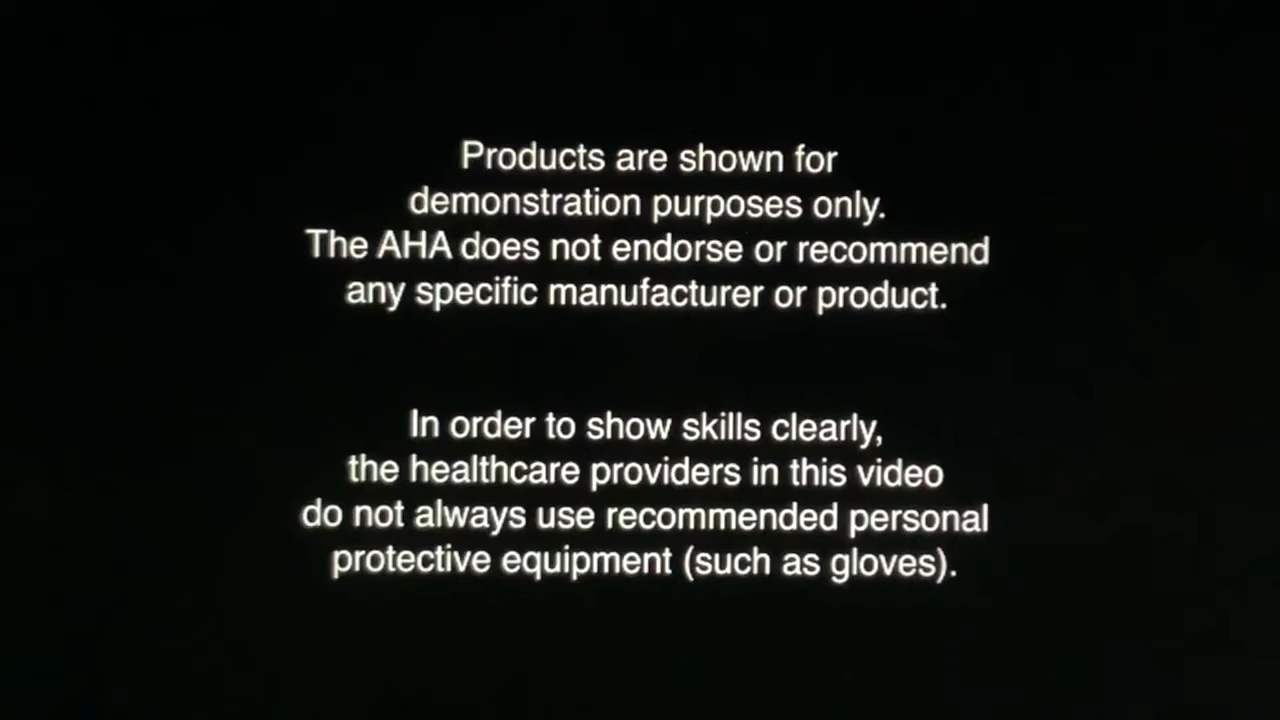 Products are shown for
demonstration purposes only.
The AHA does not endorse or recommend
any specific manufacturer or product.
In order to show skills clearly,
the healthcare providers in this video
do not always use recommended personal
protective equipment (such as gloves).